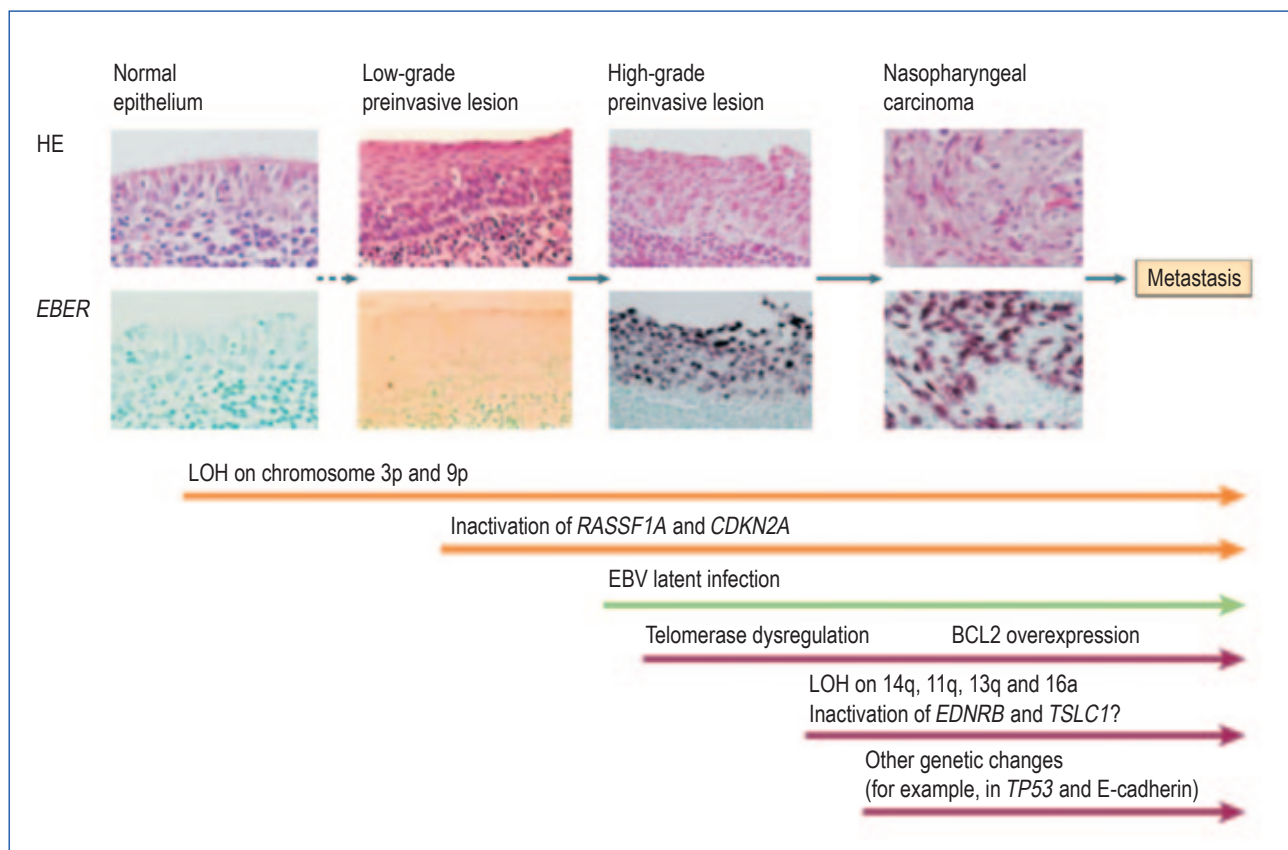 Normal
epithelium
Low-grade
preinvasive lesion
High-grade
preinvasive lesion
Nasopharyngeal
carcinoma
HE
EBER
Metastasis
LOH on chromosome 3p and 9p
Inactivation of RASSF1A and CDKN2A
EBV latent infection
Telomerase dysregulation
BCL2 overexpression
LOH on 14q, 11q, 13q and 16a
Inactivation of EDNRB and TSLC1?
Other genetic changes
(for example, in TP53 and E-cadherin)